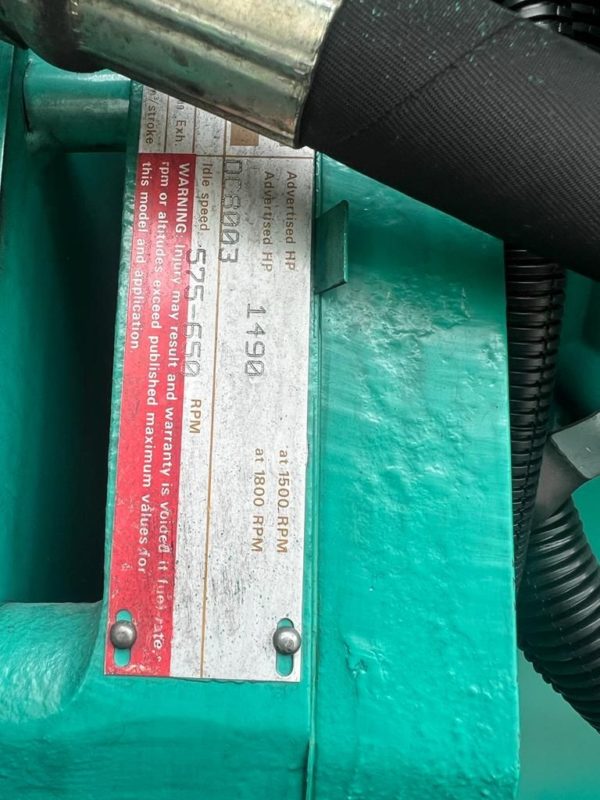 Advertised HP at 1500 RPM
Advertised HP 1490 at 1800 RPM
DC8003
Idle speed 575-650 RPM
Exh.
/stroke
WARNING: Injury may result and warranty is voided if fuel rate,
rpm or altitudes exceed published maximum values for
this model and application